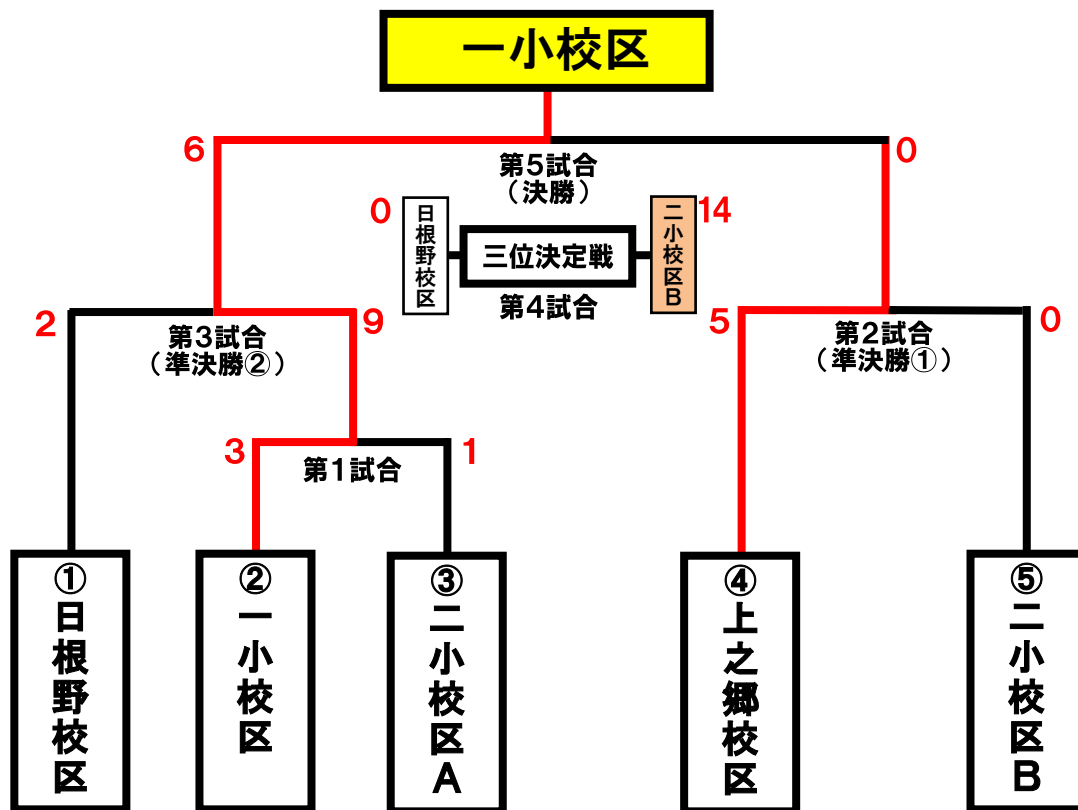 一小校区
6
0
第5試合
(決勝)
0
日根野校区
三位決定戦
二小校区B
14
第4試合
2
9
第3試合
(準決勝②)
5
0
第2試合
(準決勝①)
3
1
第1試合
①日根野校区
②一小校区
③二小校区A
④上之郷校区
⑤二小校区B